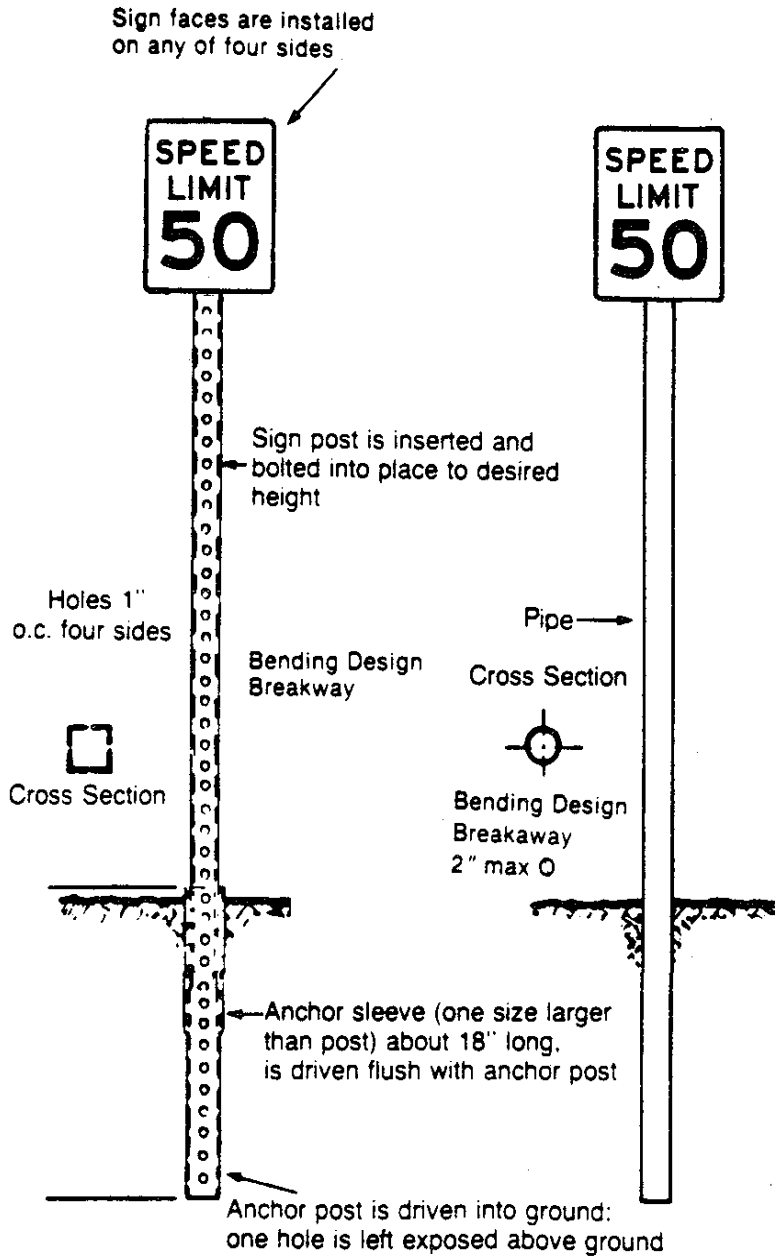 Sign faces are installed
on any of four sides
SPEED
LIMIT
50
SPEED
LIMIT
50
Sign post is inserted and
bolted into place to desired
height
Holes 1"
o.c. four sides
Bending Design
Breakway
Cross Section
Pipe
Cross Section
Bending Design
Breakaway
2" max O
Anchor sleeve (one size larger
than post) about 18" long,
is driven flush with anchor post
Anchor post is driven into ground:
one hole is left exposed above ground